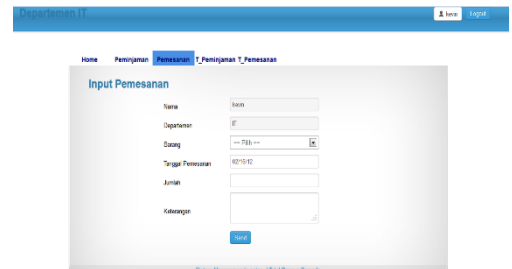 Departemen IT
kevin Logout
Home Peminjaman Pemesanan T_Peminjaman T_Pemesanan
Input Pemesanan
Nama kevin
Departemen IT
Barang == Pilih ==
Tanggal Pemesanan 02/16/12
Jumlah
Keterangan
Send